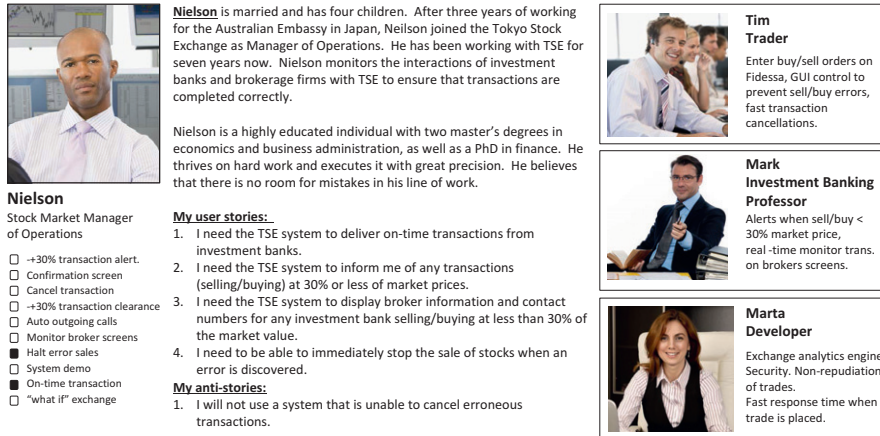 Nielson
Stock Market Manager
of Operations
-+30% transaction alert.
Confirmation screen
Cancel transaction
-+30% transaction clearance
Auto outgoing calls
Monitor broker screens
Halt error sales
System demo
On-time transaction
“what if” exchange
Nielson is married and has four children. After three years of working
for the Australian Embassy in Japan, Neilson joined the Tokyo Stock
Exchange as Manager of Operations. He has been working with TSE for
seven years now. Nielson monitors the interactions of investment
banks and brokerage firms with TSE to ensure that transactions are
completed correctly.
Nielson is a highly educated individual with two master’s degrees in
economics and business administration, as well as a PhD in finance. He
thrives on hard work and executes it with great precision. He believes
that there is no room for mistakes in his line of work.
My user stories:
1. I need the TSE system to deliver on-time transactions from
investment banks.
2. I need the TSE system to inform me of any transactions
(selling/buying) at 30% or less of market prices.
3. I need the TSE system to display broker information and contact
numbers for any investment bank selling/buying at less than 30% of
the market value.
4. I need to be able to immediately stop the sale of stocks when an
error is discovered.
My anti-stories:
1. I will not use a system that is unable to cancel erroneous
transactions.
Tim
Trader
Enter buy/sell orders on
Fidessa, GUI control to
prevent sell/buy errors,
fast transaction
cancellations.
Mark
Investment Banking
Professor
Alerts when sell/buy <
30% market price,
real -time monitor trans.
on brokers screens.
Marta
Developer
Exchange analytics engine
Security. Non-repudiation
of trades.
Fast response time when
trade is placed.